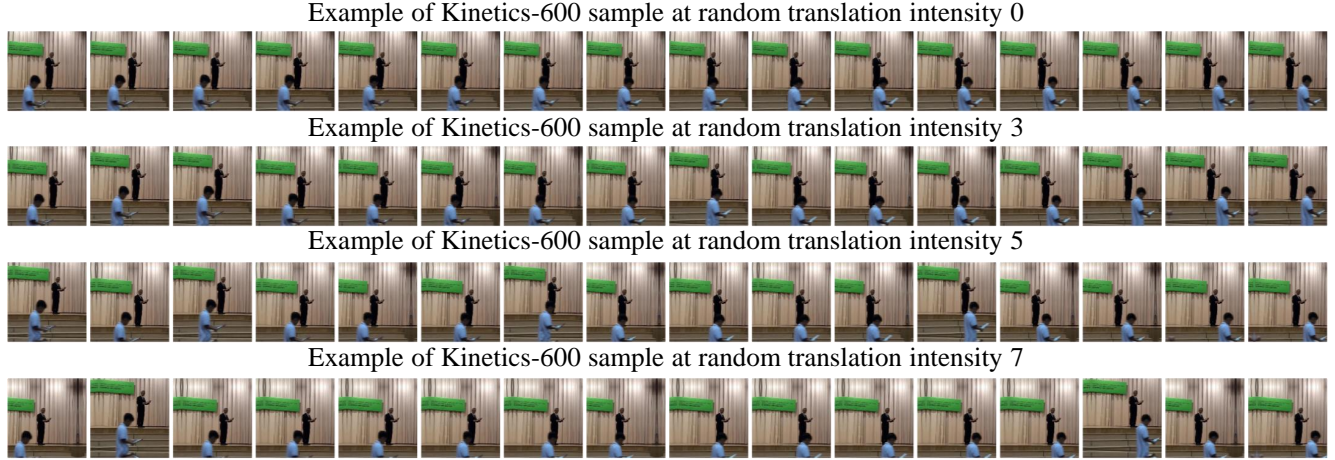 Example of Kinetics-600 sample at random translation intensity 0
Example of Kinetics-600 sample at random translation intensity 3
Example of Kinetics-600 sample at random translation intensity 5
Example of Kinetics-600 sample at random translation intensity 7